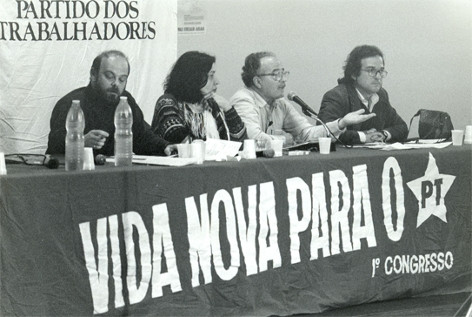 PARTIDO DOS
TRABALHADORES
VIDA NOVA PARA O PT
1º CONGRESSO